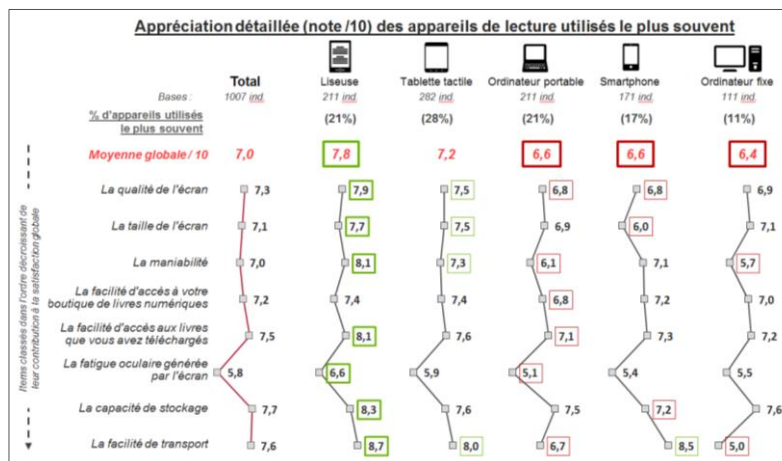 Appréciation détaillée (note /10) des appareils de lecture utilisés le plus souvent
Total Liseuse Tablette tactile Ordinateur portable Smartphone Ordinateur fixe
Bases : 1007 ind. 211 ind. 282 ind. 211 ind. 171 ind. 111 ind.
% d'appareils utilisés
le plus souvent
(21%) (28%) (21%) (17%) (11%)
Moyenne globale / 10 7,0 7,8 7,2 6,6 6,6 6,4
La qualité de l'écran 7,3 7,9 7,5 6,8 6,8 6,9
La taille de l'écran 7,1 7,7 7,5 6,9 6,0 7,1
La maniabilité 7,0 8,1 7,3 6,1 7,1 5,7
La facilité d'accès à votre
boutique de livres numériques
7,2 7,4 7,4 6,8 7,2 7,0
La facilité d'accès aux livres
que vous avez téléchargés
7,5 8,1 7,6 7,1 7,3 7,2
La fatigue oculaire générée
par l'écran
5,8 6,6 5,9 5,1 5,4 5,5
La capacité de stockage 7,7 8,3 7,6 7,5 7,2 7,6
La facilité de transport 7,6 8,7 8,0 6,7 8,5 5,0
Items classés dans l'ordre décroissant de
leur contribution à la satisfaction globale